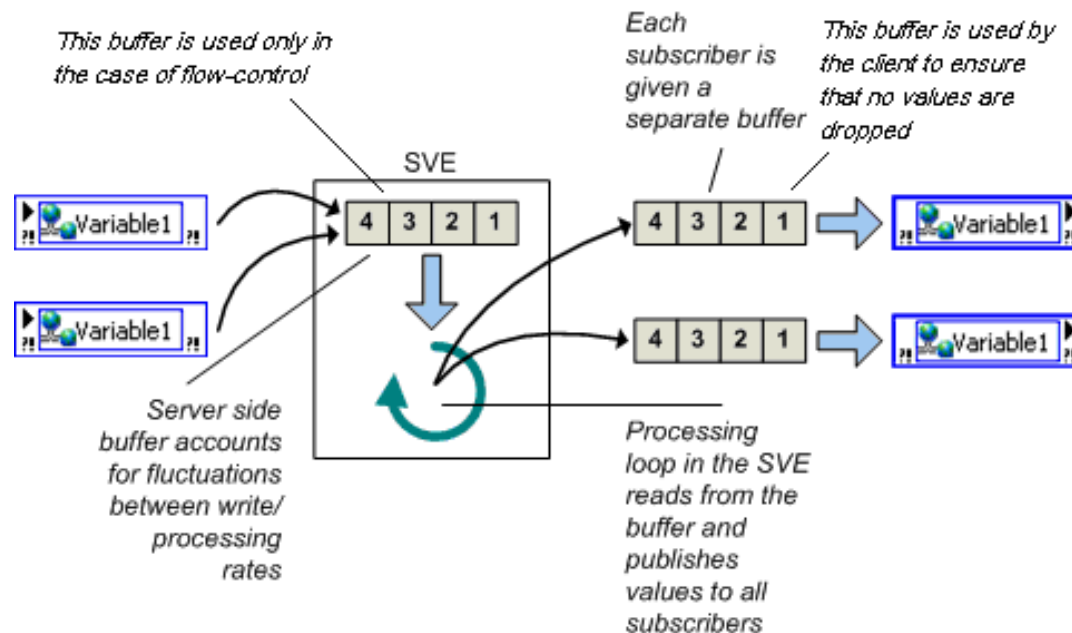 This buffer is used only in
the case of flow-control
Each
subscriber is
given a
separate buffer
This buffer is used by
the client to ensure
that no values are
dropped
SVE
?! Variable1 ?!
4 3 2 1
4 3 2 1
?! Variable1 ?!
?! Variable1 ?!
4 3 2 1
?! Variable1 ?!
Server side
buffer accounts
for fluctuations
between write/
processing
rates
Processing
loop in the SVE
reads from the
buffer and
publishes
values to all
subscribers